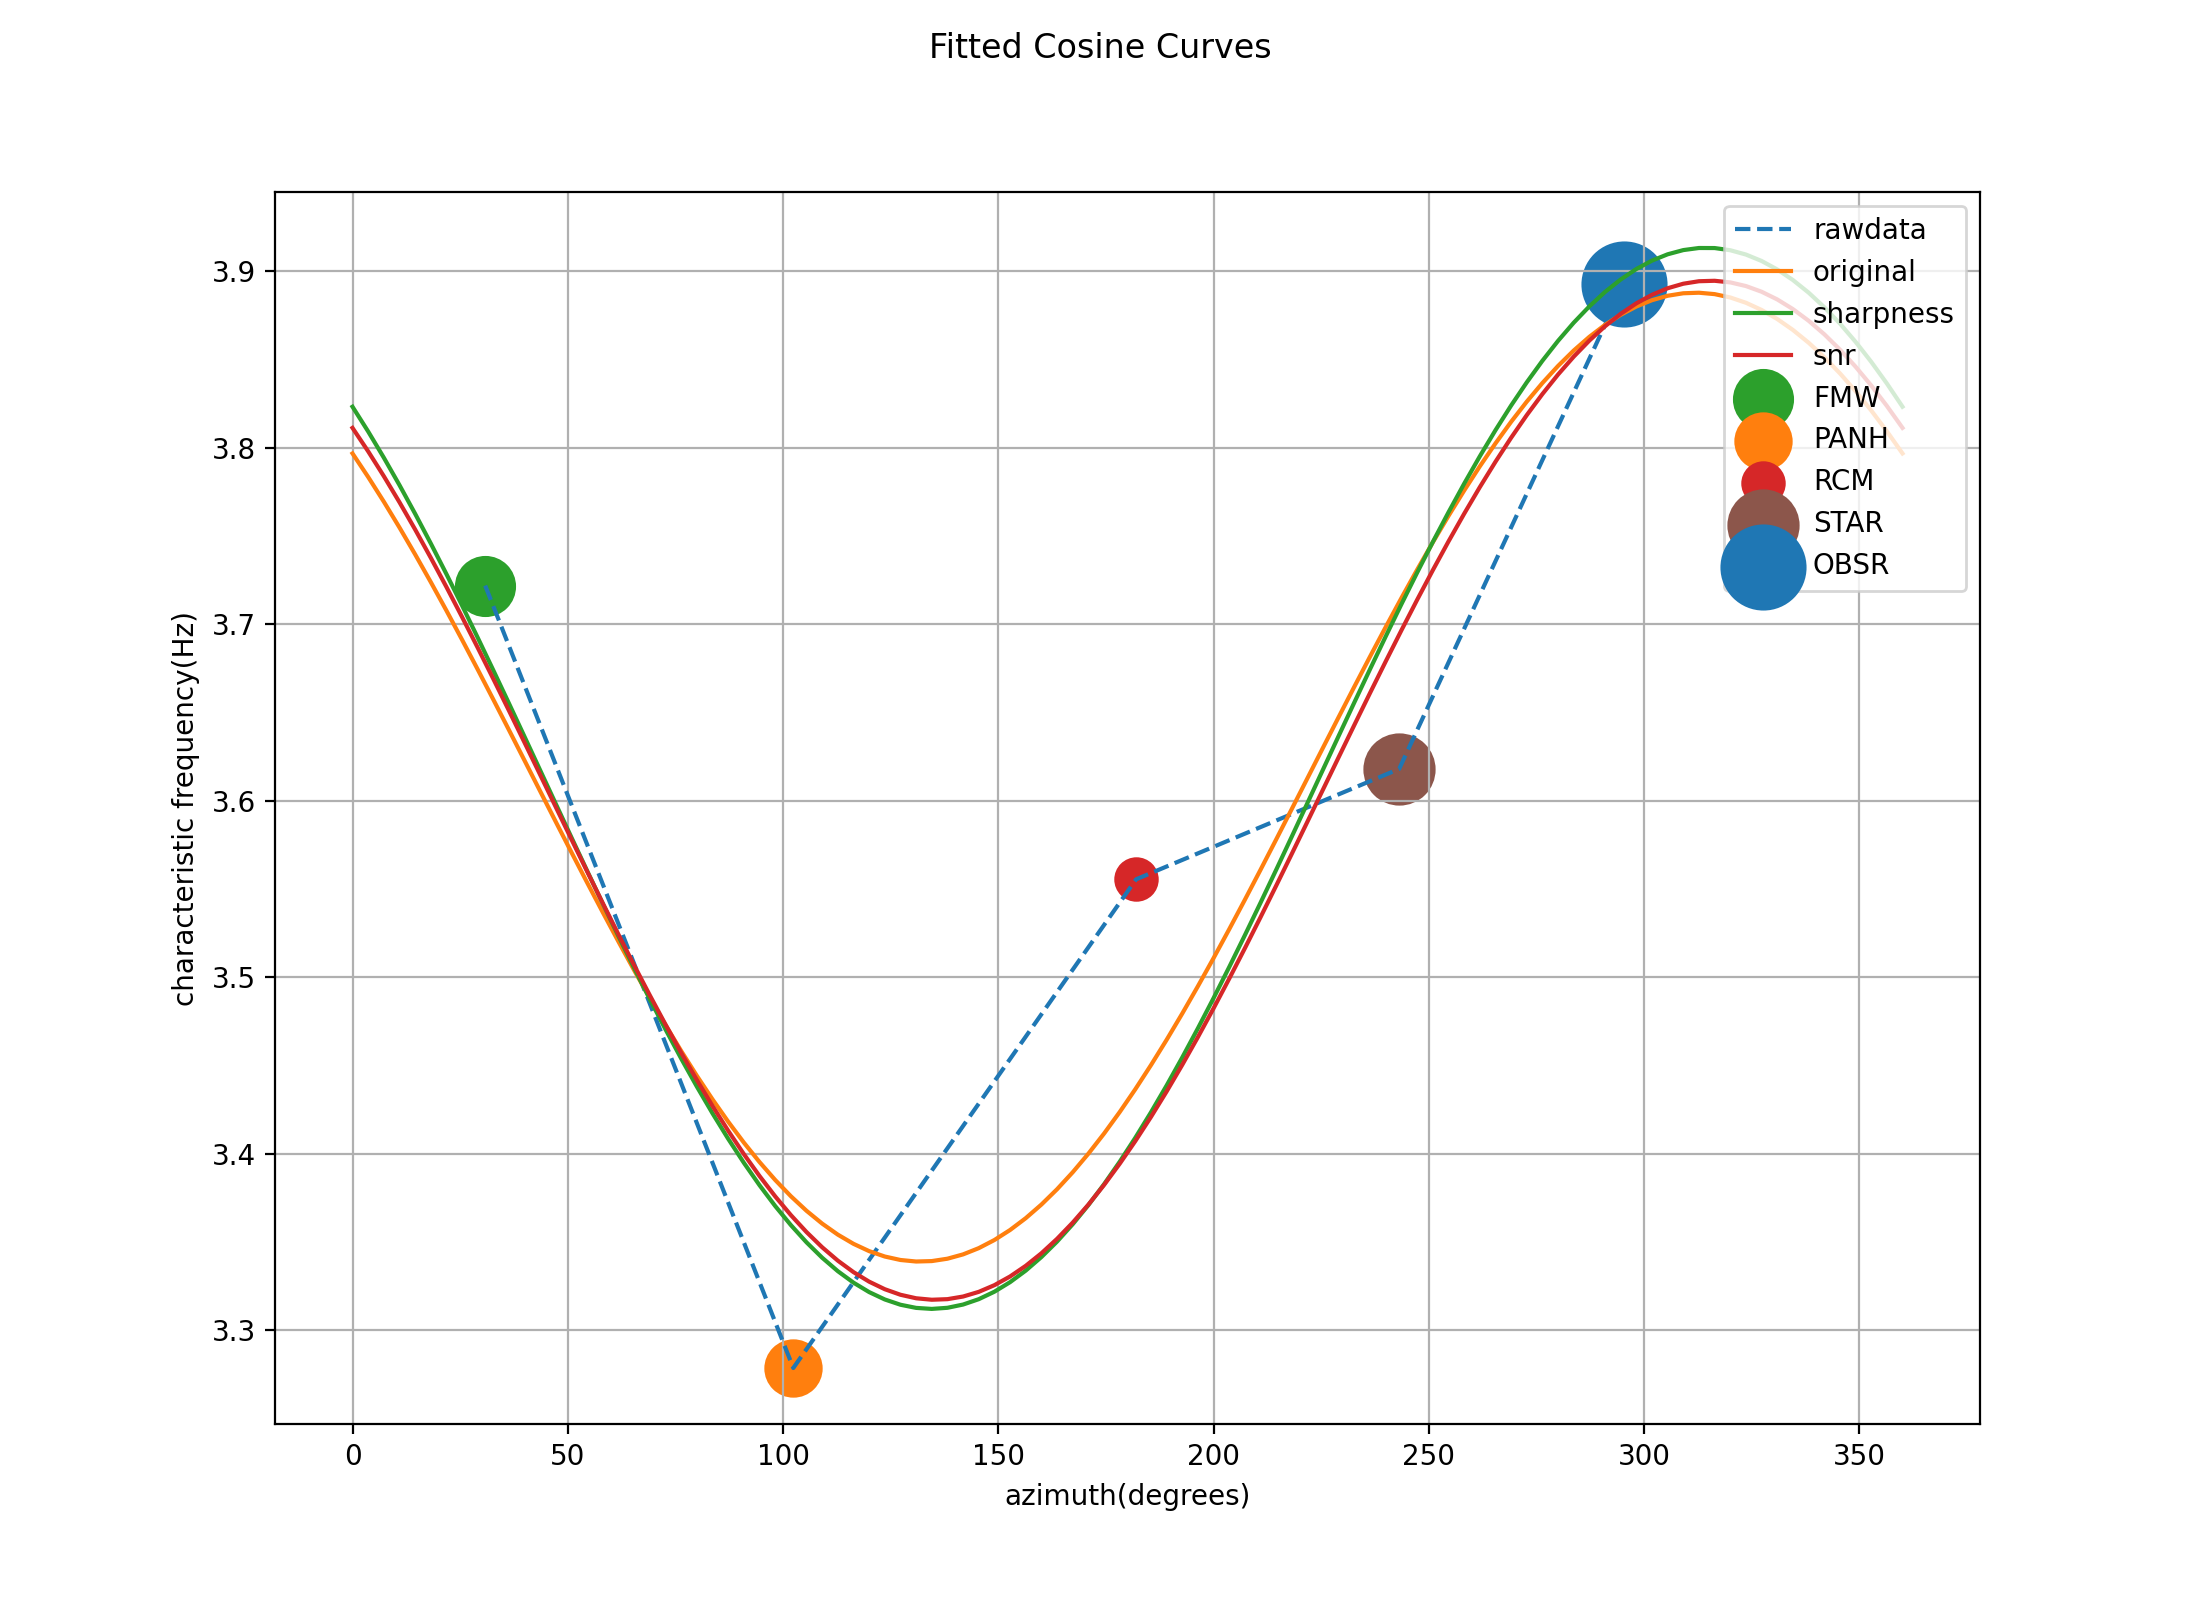 Fitted Cosine Curves
3.9
3.8
3.7
3.6
3.5
3.4
3.3
characteristic frequency(Hz)
0 50 100 150 200 250 300 350
azimuth(degrees)
rawdata
original
sharpness
snr
FMW
PANH
RCM
STAR
OBSR